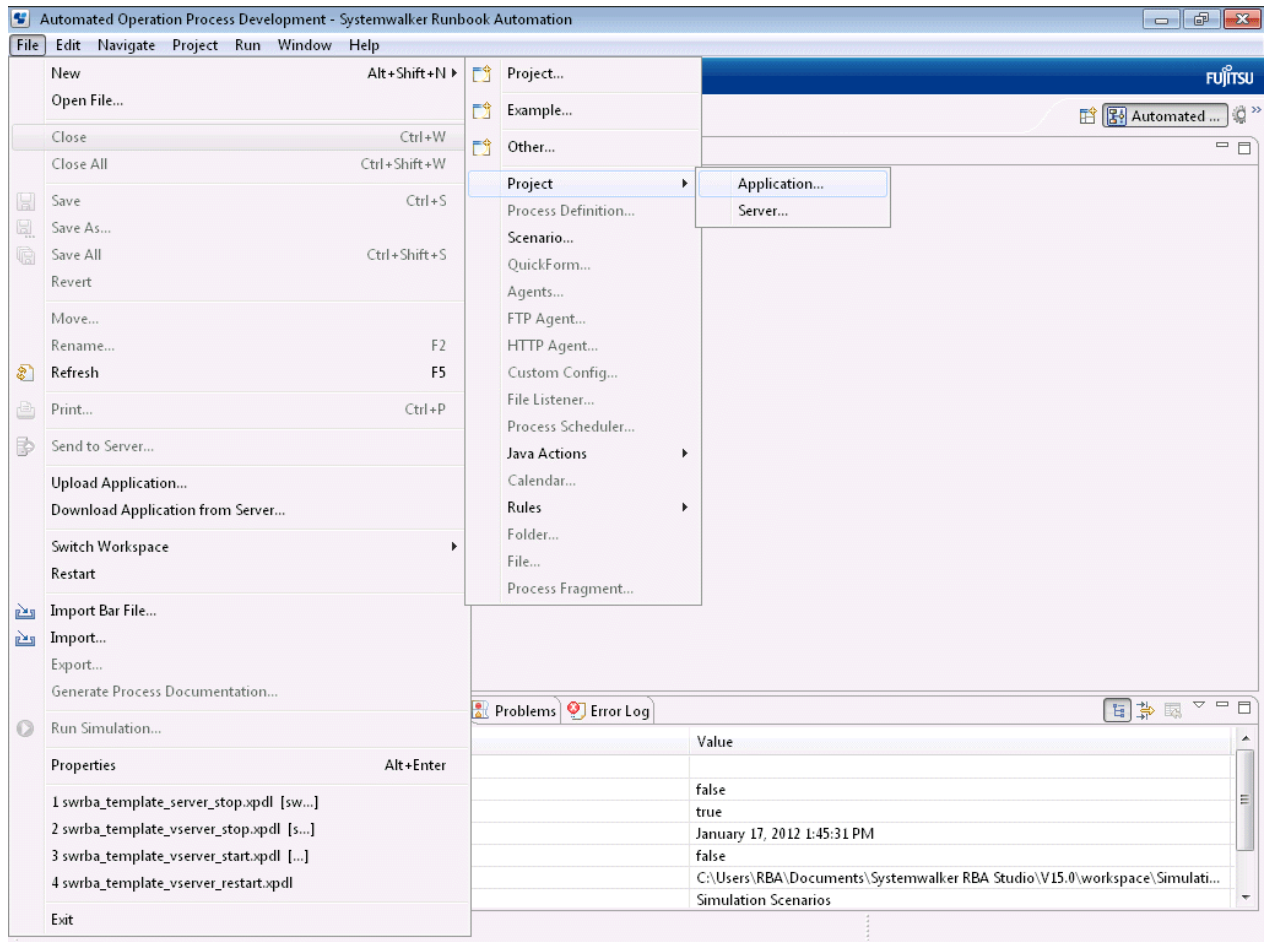 Automated Operation Process Development - Systemwalker Runbook Automation
File Edit Navigate Project Run Window Help
FUJITSU
Automated ...
New Alt+Shift+N
Open File...
Close Ctrl+W
Close All Ctrl+Shift+W
Save Ctrl+S
Save As...
Save All Ctrl+Shift+S
Revert
Move...
Rename... F2
Refresh F5
Print... Ctrl+P
Send to Server...
Upload Application...
Download Application from Server...
Switch Workspace
Restart
Import Bar File...
Import...
Export...
Generate Process Documentation...
Run Simulation...
Properties Alt+Enter
1 swrba_template_server_stop.xpdl [sw...]
2 swrba_template_vserver_stop.xpdl [s...]
3 swrba_template_vserver_start.xpdl [...]
4 swrba_template_vserver_restart.xpdl
Exit
Project...
Example...
Other...
Project
Process Definition...
Scenario...
QuickForm...
Agents...
FTP Agent...
HTTP Agent...
Custom Config...
File Listener...
Process Scheduler...
Java Actions
Calendar...
Rules
Folder...
File...
Process Fragment...
Application...
Server...
Problems Error Log
Value
false
true
January 17, 2012 1:45:31 PM
false
C:\Users\RBA\Documents\Systemwalker RBA Studio\V15.0\workspace\Simulati...
Simulation Scenarios